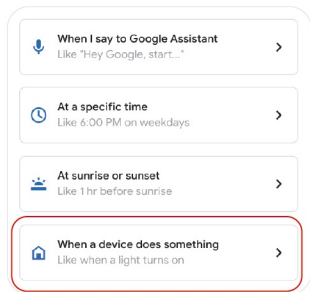 When I say to Google Assistant
Like "Hey Google, start..."
At a specific time
Like 6:00 PM on weekdays
At sunrise or sunset
Like 1 hr before sunrise
When a device does something
Like when a light turns on